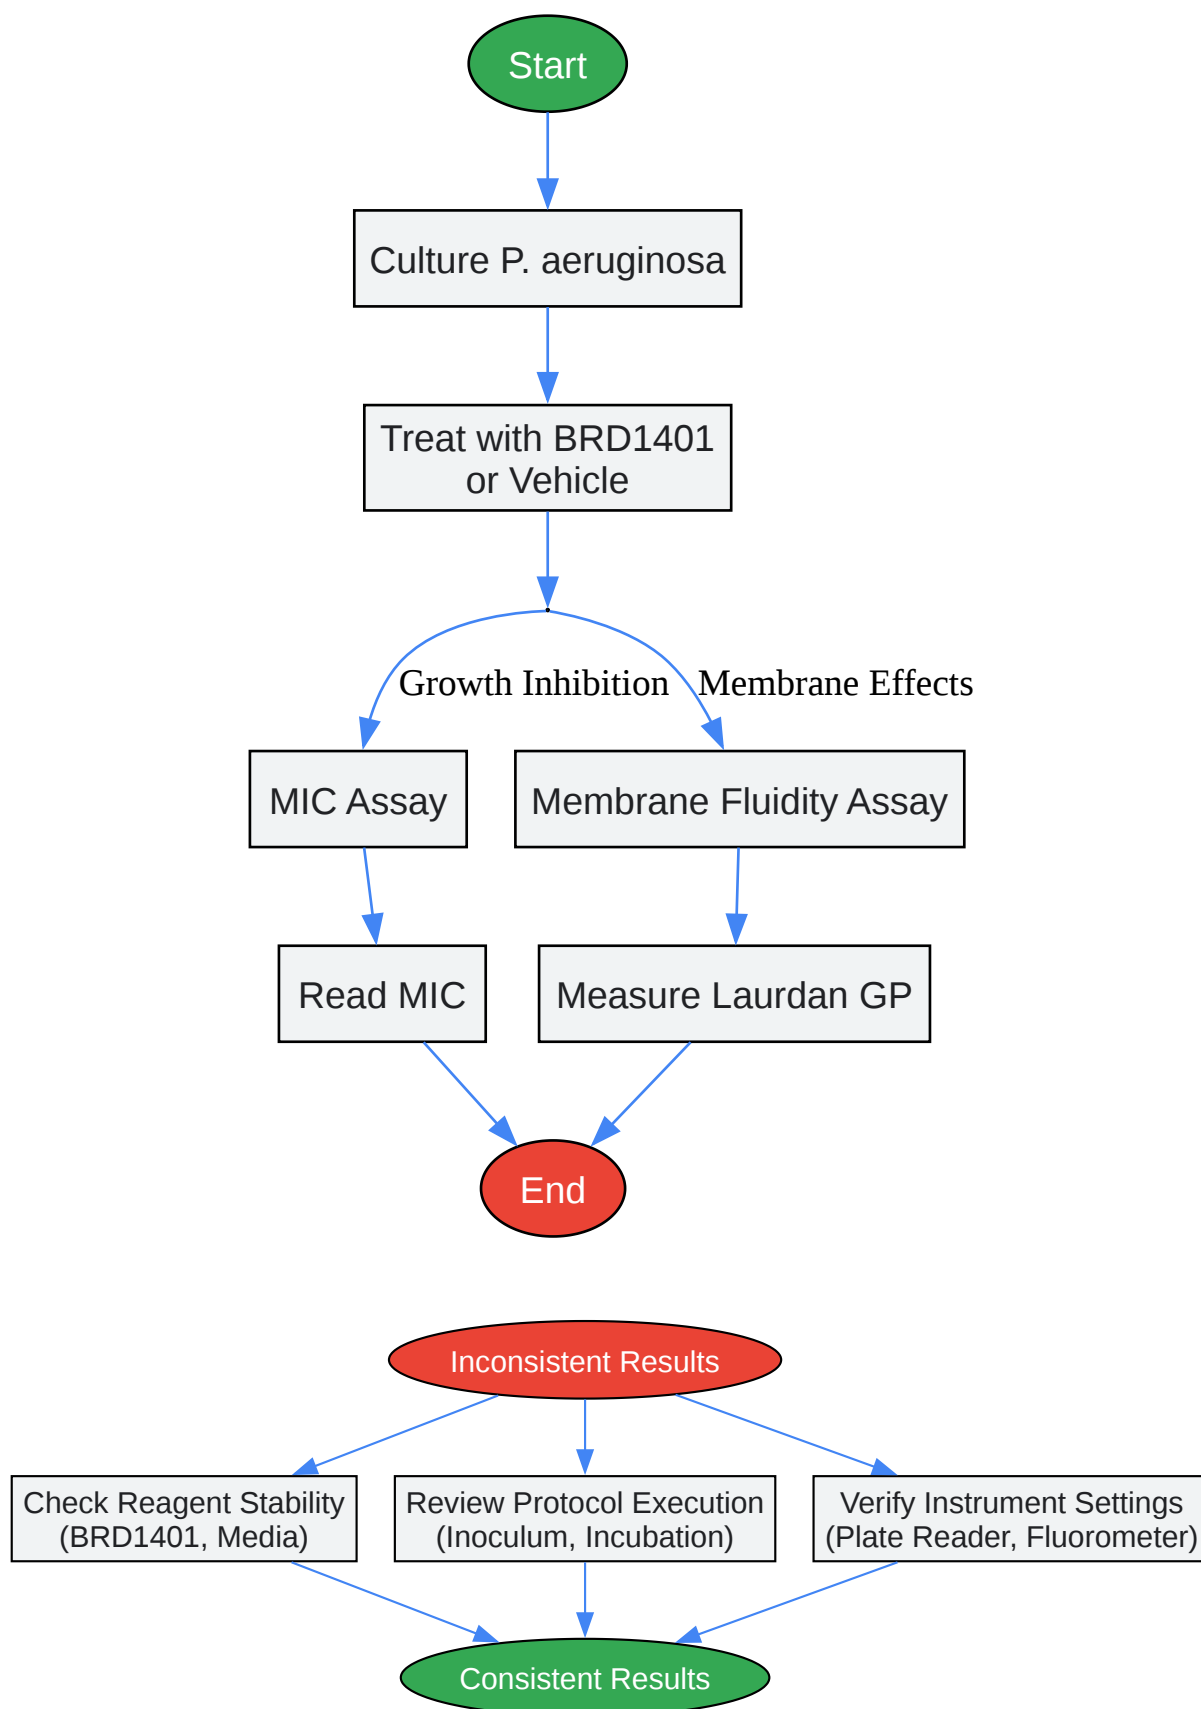 Start
Culture P. aeruginosa
Treat with BRD1401
or Vehicle
Growth Inhibition
Membrane Effects
MIC Assay
Membrane Fluidity Assay
Read MIC
Measure Laurdan GP
End
Inconsistent Results
Check Reagent Stability
(BRD1401, Media)
Review Protocol Execution
(Inoculum, Incubation)
Verify Instrument Settings
(Plate Reader, Fluorometer)
Consistent Results